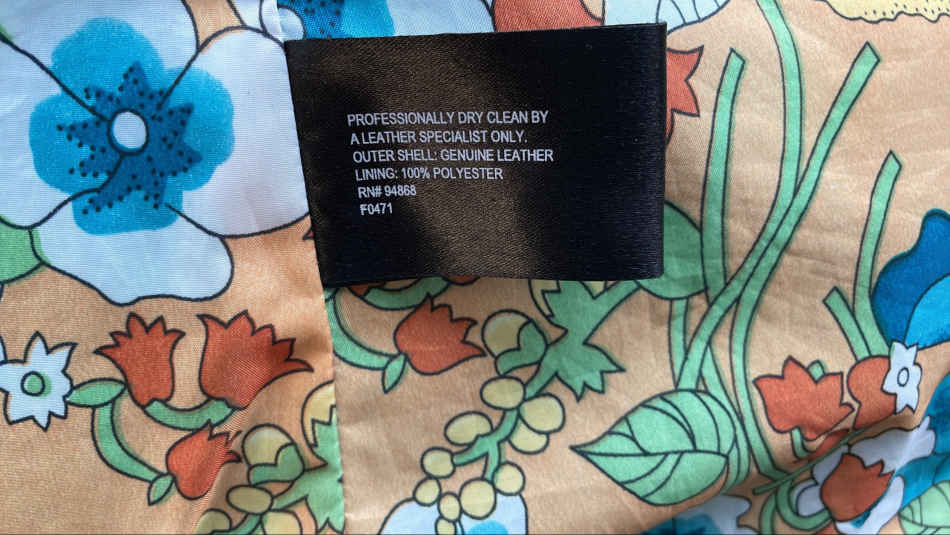 PROFESSIONALLY DRY CLEAN BY
A LEATHER SPECIALIST ONLY.
OUTER SHELL: GENUINE LEATHER
LINING: 100% POLYESTER
RN# 94868
F0471